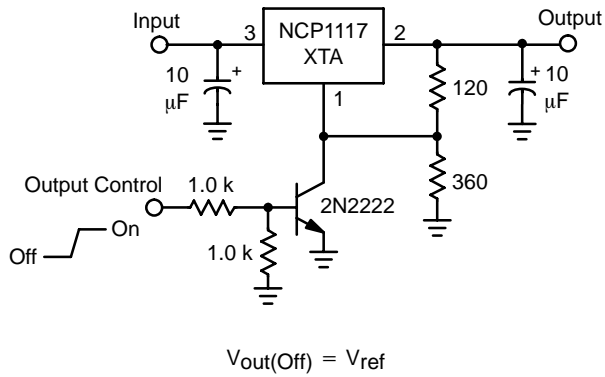 Input
3
NCP1117
XTA
2
Output
10
µF
+
1
120
+
10
µF
360
Output Control
1.0 k
2N2222
On
Off
1.0 k
Vout(Off) = Vref